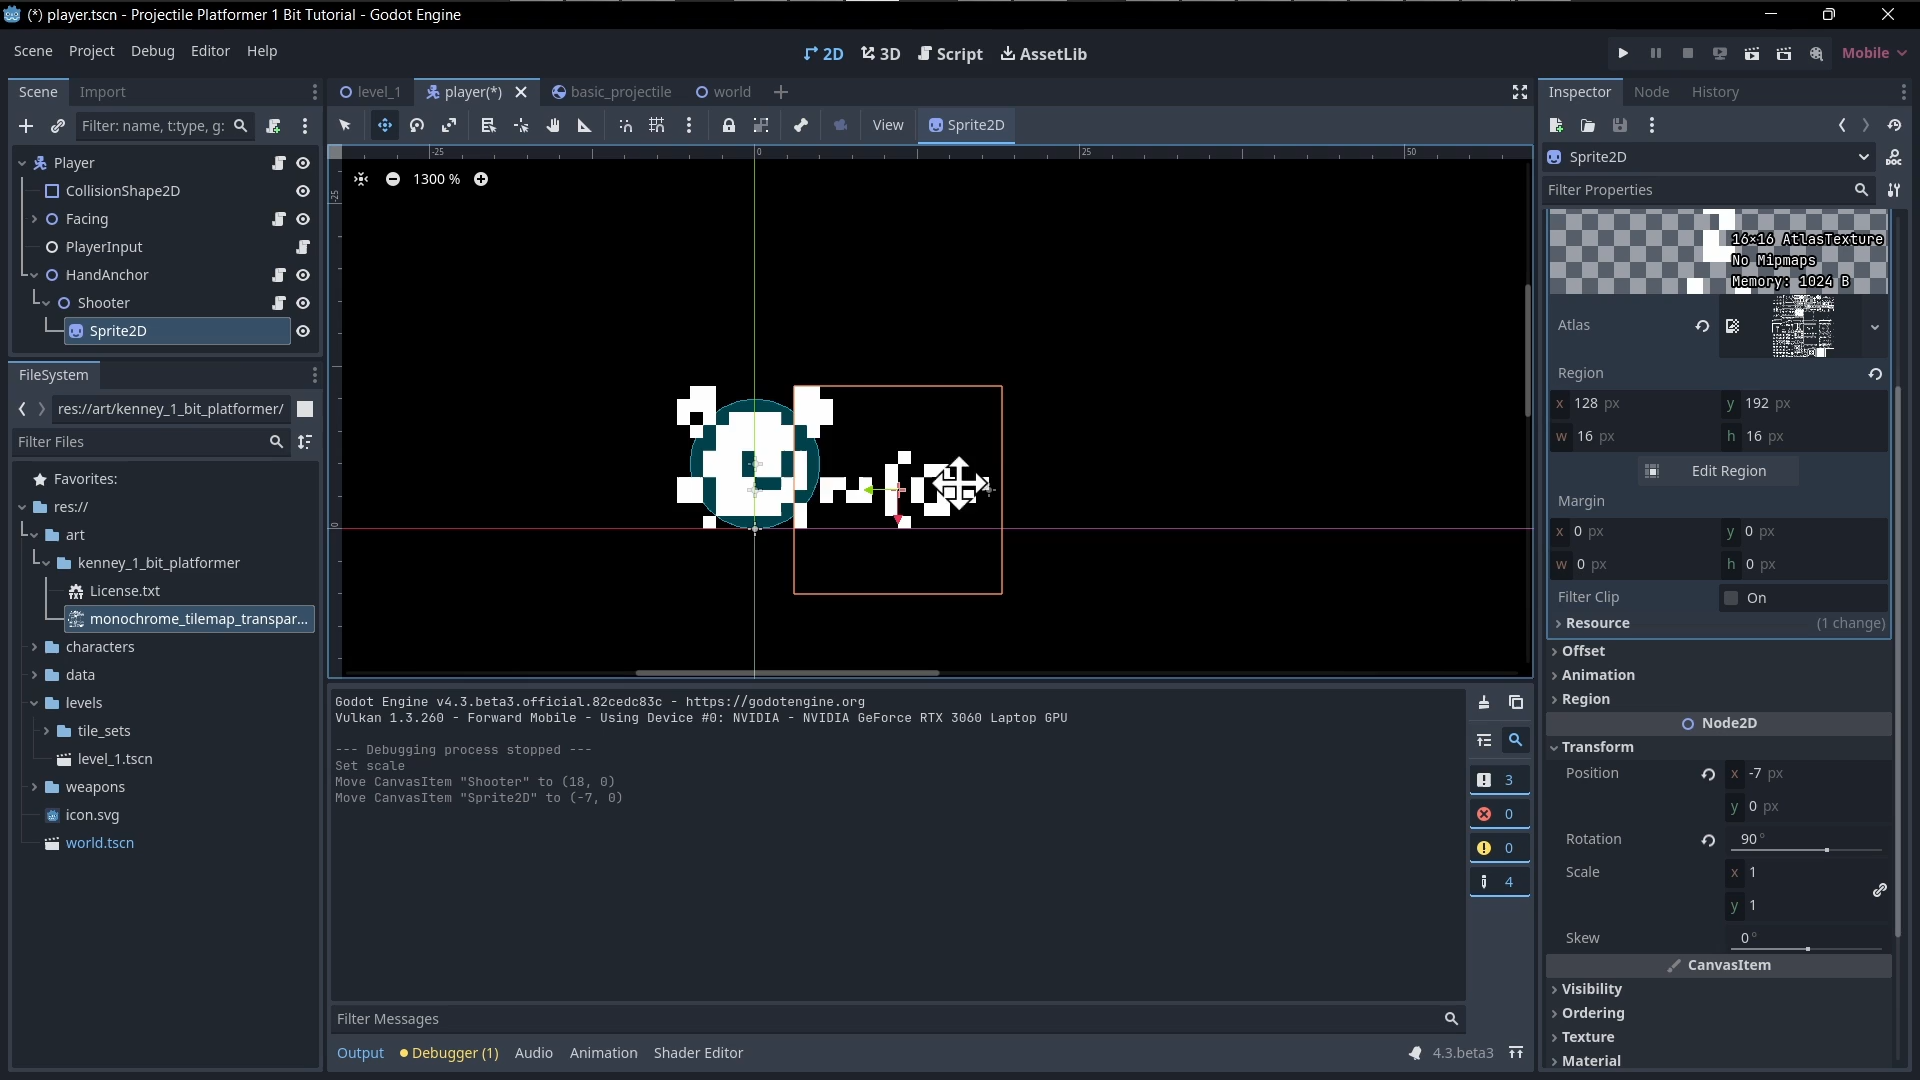 (*) player.tscn - Projectile Platformer 1 Bit Tutorial - Godot Engine
Scene Project Debug Editor Help
2D 3D Script AssetLib
Mobile
Scene Import
level_1 player(*) basic_projectile world
Inspector Node History
Filter: name, t:type, g:
View Sprite2D
Sprite2D
DOC
Filter Properties
Player
CollisionShape2D
Facing
PlayerInput
HandAnchor
Shooter
Sprite2D
-25 0 25 50
-25
0
1300 %
16×16 AtlasTexture
No Mipmaps
Memory: 1024 B
Atlas
Region
x 128 px y 192 px
w 16 px h 16 px
Edit Region
Margin
x 0 px y 0 px
w 0 px h 0 px
Filter Clip On
Resource (1 change)
Offset
Animation
Region
Node2D
Transform
Position x -7 px
y 0 px
Rotation 90 °
Scale x 1
y 1
Skew 0 °
CanvasItem
Visibility
Ordering
Texture
Material
FileSystem
res://art/kenney_1_bit_platformer/
Filter Files
Favorites:
res://
art
kenney_1_bit_platformer
License.txt
monochrome_tilemap_transpar...
characters
data
levels
tile_sets
level_1.tscn
weapons
icon.svg
world.tscn
Godot Engine v4.3.beta3.official.82cedc83c - https://godotengine.org
Vulkan 1.3.260 - Forward Mobile - Using Device #0: NVIDIA - NVIDIA GeForce RTX 3060 Laptop GPU
--- Debugging process stopped ---
Set scale
Move CanvasItem "Shooter" to (18, 0)
Move CanvasItem "Sprite2D" to (-7, 0)
3
0
0
4
Filter Messages
Output Debugger (1) Audio Animation Shader Editor
4.3.beta3